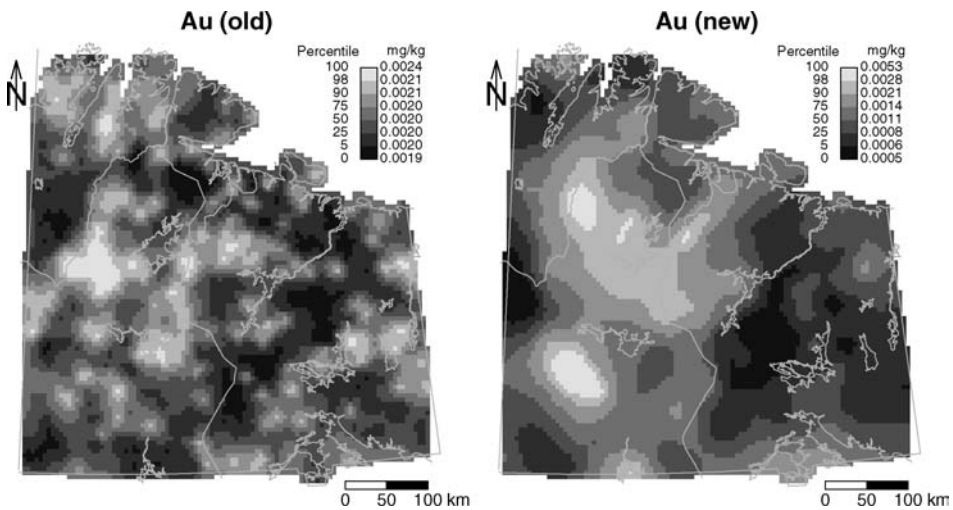 Au (old)
Percentile mg/kg
100 0.0024
98 0.0021
90 0.0020
75 0.0020
50 0.0020
25 0.0020
5 0.0020
0 0.0019
N
0 50 100 km
Au (new)
Percentile mg/kg
100 0.0053
98 0.0028
90 0.0021
75 0.0014
50 0.0011
25 0.0008
5 0.0006
0 0.0005
N
0 50 100 km